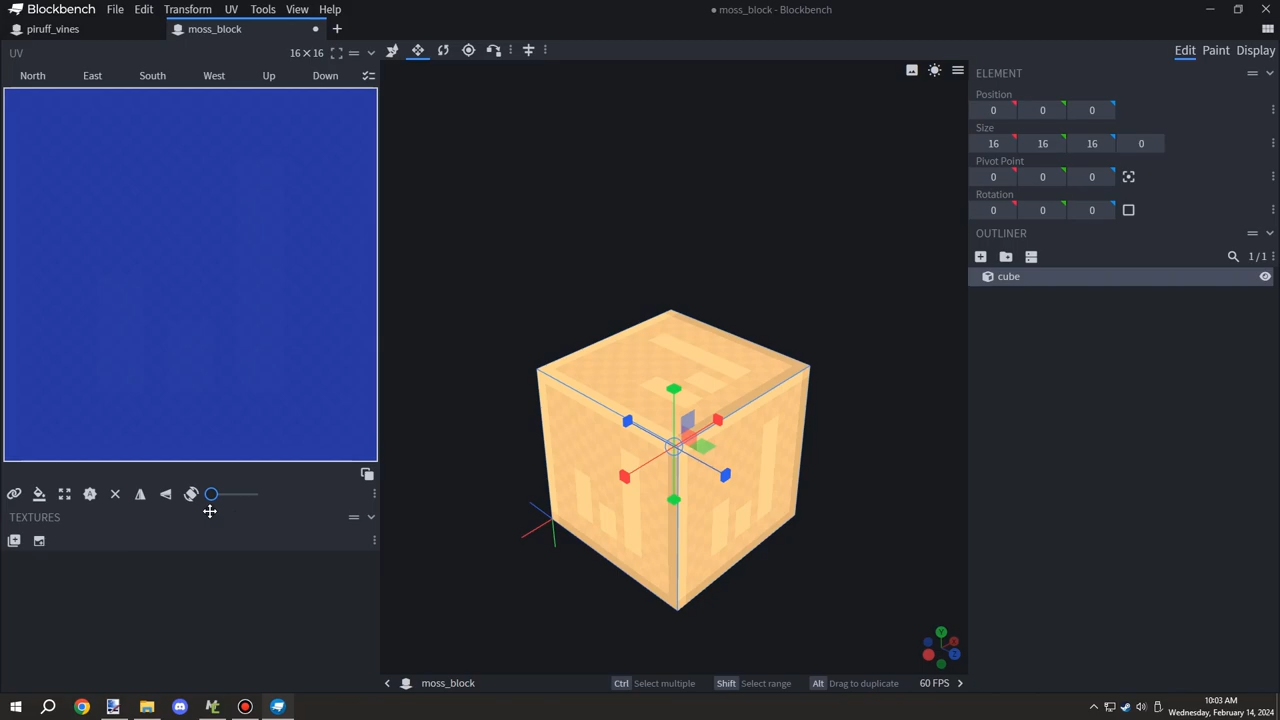 Blockbench File Edit Transform UV Tools View Help
moss_block - Blockbench
piruff_vines moss_block
UV 16×16
North East South West Up Down
Edit Paint Display
ELEMENT
Position
0 0 0
Size
16 16 16 0
Pivot Point
0 0 0
Rotation
0 0 0
OUTLINER
1/1
cube
TEXTURES
moss_block
Ctrl Select multiple Shift Select range Alt Drag to duplicate 60 FPS
10:03 AM
Wednesday, February 14, 2024